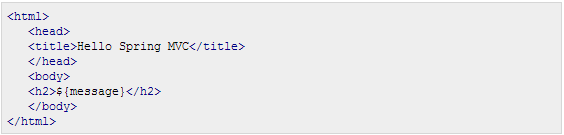 <html>
   <head>
   <title>Hello Spring MVC</title>
   </head>
   <body>
   <h2>${message}</h2>
   </body>
</html>